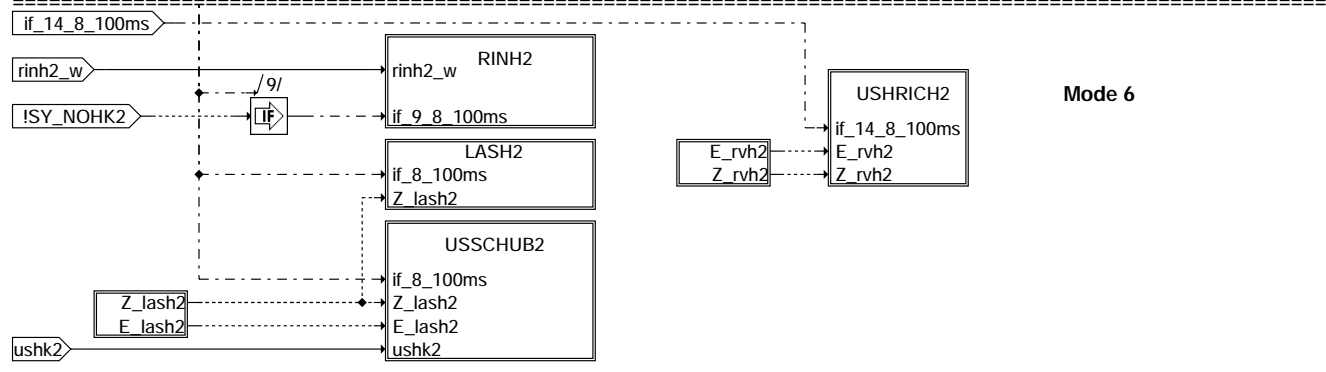 if_14_8_100ms
rinh2_w
!SY_NOHK2
/9/
IF
RINH2
rinh2_w
if_9_8_100ms
LASH2
if_8_100ms
Z_lash2
USSCHUB2
if_8_100ms
Z_lash2
E_lash2
ushk2
Z_lash2
E_lash2
ushk2
USHRICH2
if_14_8_100ms
E_rvh2
Z_rvh2
E_rvh2
Z_rvh2
Mode 6